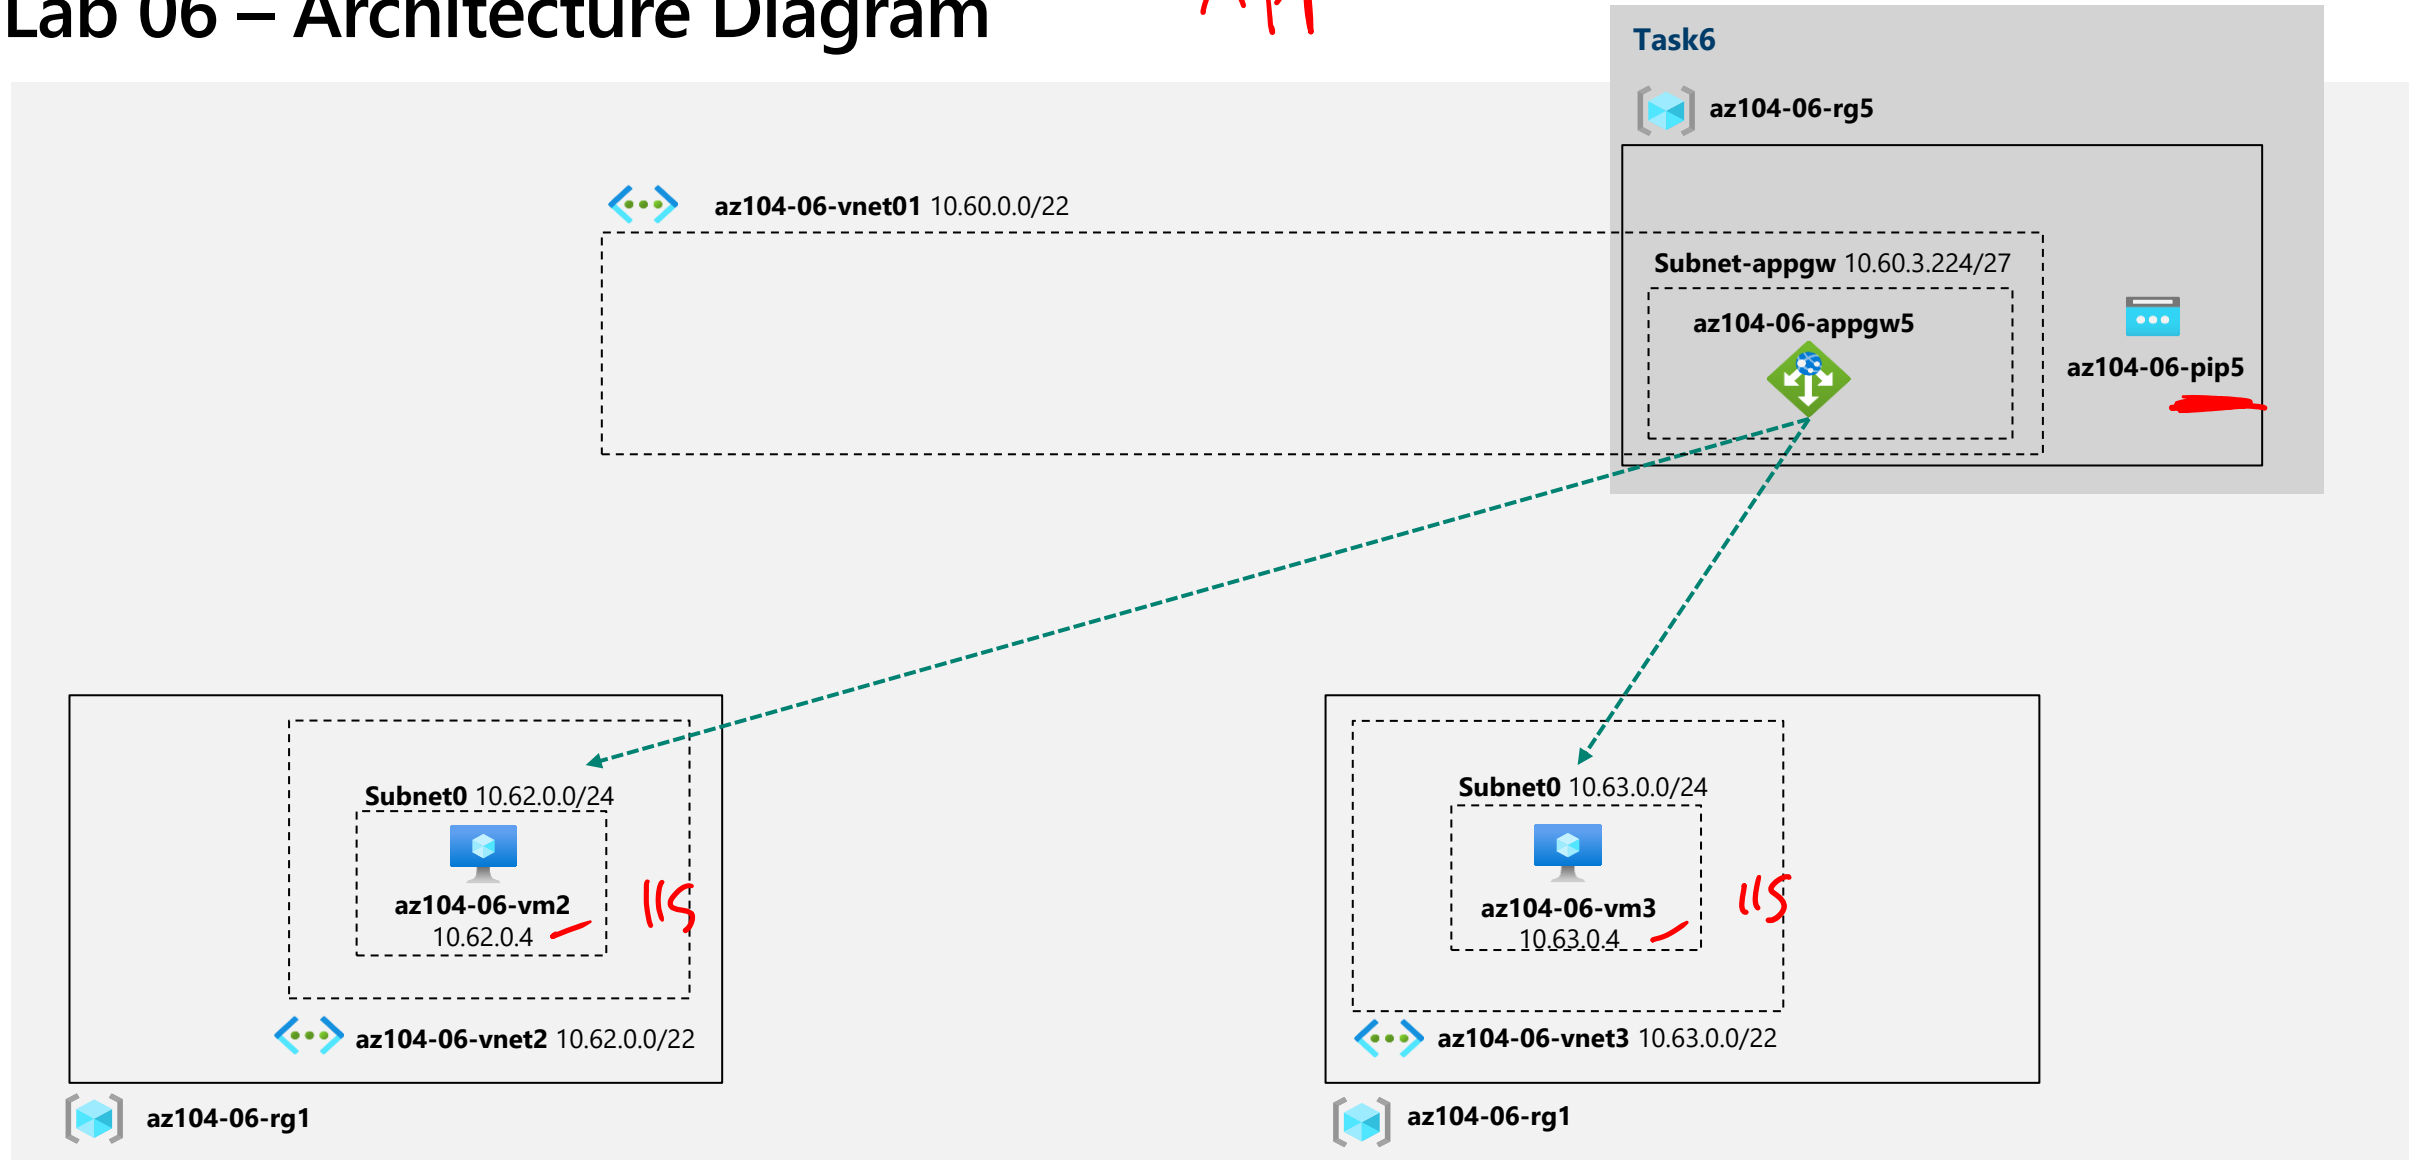 Lab 06 – Architecture Diagram
App
Task6
az104-06-rg5
az104-06-vnet01 10.60.0.0/22
Subnet-appgw 10.60.3.224/27
az104-06-appgw5
az104-06-pip5
Subnet0 10.62.0.0/24
az104-06-vm2
10.62.0.4
IIS
az104-06-vnet2 10.62.0.0/22
az104-06-rg1
Subnet0 10.63.0.0/24
az104-06-vm3
10.63.0.4
IIS
az104-06-vnet3 10.63.0.0/22
az104-06-rg1